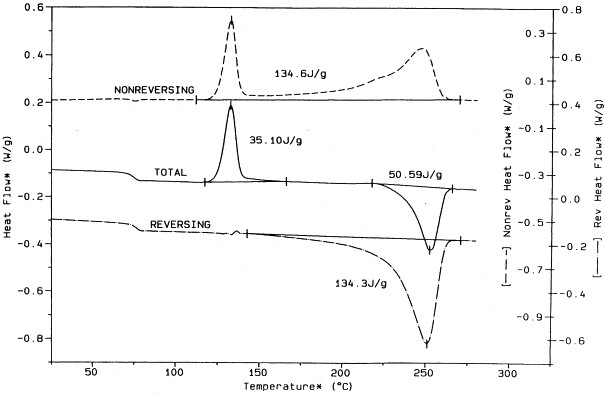 0.6
0.4
0.2
0.0
-0.2
-0.4
-0.6
-0.8
Heat Flow* (W/g)
134.6J/g
NONREVERSING
35.10J/g
TOTAL
50.59J/g
REVERSING
134.3J/g
50
100
150
200
250
300
Temperature* (°C)
0.3
0.1
-0.1
-0.3
-0.5
-0.7
-0.9
[–––] Nonrev Heat Flow* (W/g)
0.8
0.6
0.4
0.2
0.0
-0.2
-0.4
-0.6
[–– –] Rev Heat Flow* (W/g)